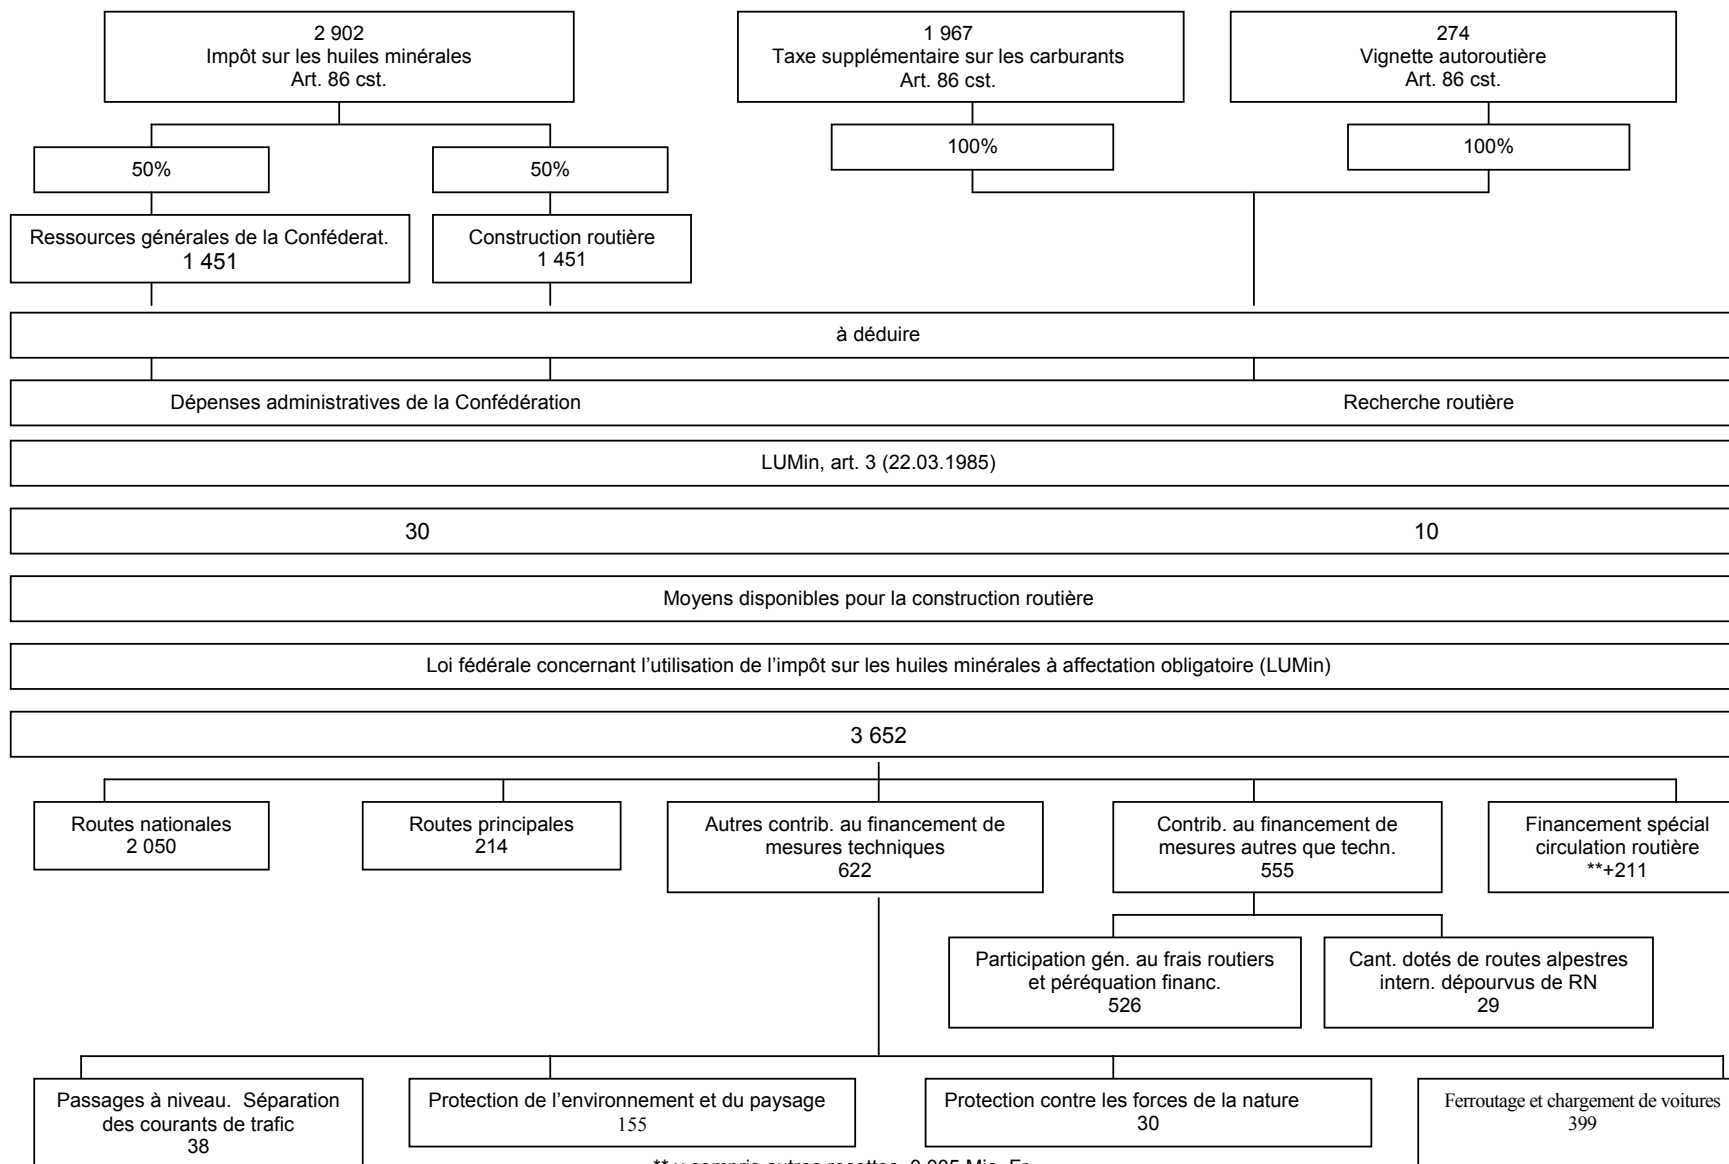 2 902
Impôt sur les huiles minérales
Art. 86 cst.
1 967
Taxe supplémentaire sur les carburants
Art. 86 cst.
274
Vignette autoroutière
Art. 86 cst.
50%
50%
100%
100%
Ressources générales de la Conféderat.
1 451
Construction routière
1 451
à déduire
Dépenses administratives de la Confédération
Recherche routière
LUMin, art. 3 (22.03.1985)
30
10
Moyens disponibles pour la construction routière
Loi fédérale concernant l'utilisation de l'impôt sur les huiles minérales à affectation obligatoire (LUMin)
3 652
Routes nationales
2 050
Routes principales
214
Autres contrib. au financement de
mesures techniques
622
Contrib. au financement de
mesures autres que techn.
555
Financement spécial
circulation routière
**+211
Participation gén. au frais routiers
et péréquation financ.
526
Cant. dotés de routes alpestres
intern. dépourvus de RN
29
Passages à niveau. Séparation
des courants de trafic
38
Protection de l'environnement et du paysage
155
Protection contre les forces de la nature
30
Ferroutage et chargement de voitures
399